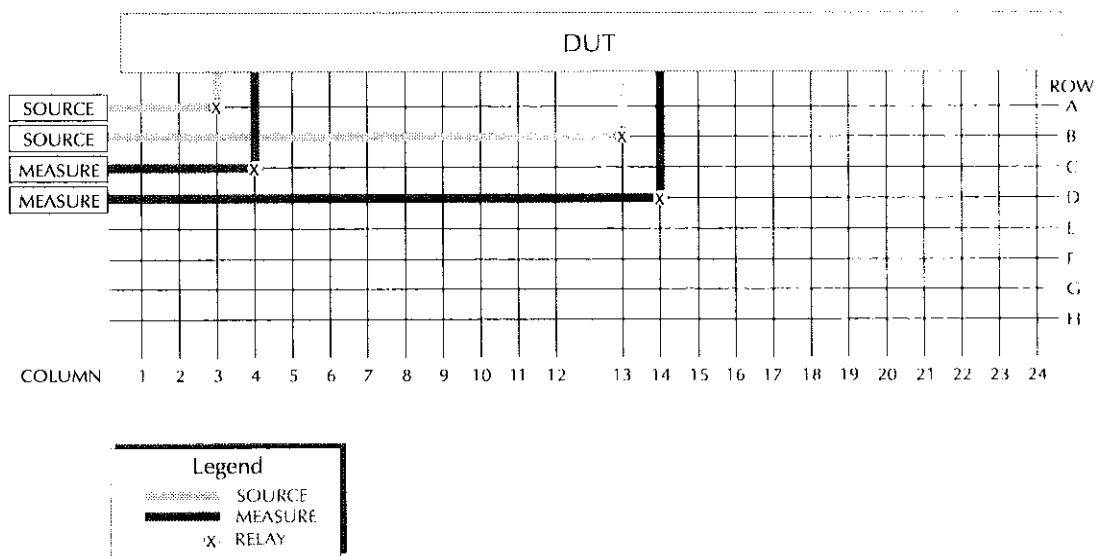 DUT
ROW
SOURCE
A
SOURCE
B
MEASURE
C
MEASURE
D
E
F
G
H
COLUMN 1 2 3 4 5 6 7 8 9 10 11 12 13 14 15 16 17 18 19 20 21 22 23 24
X
X
X
X
Legend
SOURCE
MEASURE
X RELAY